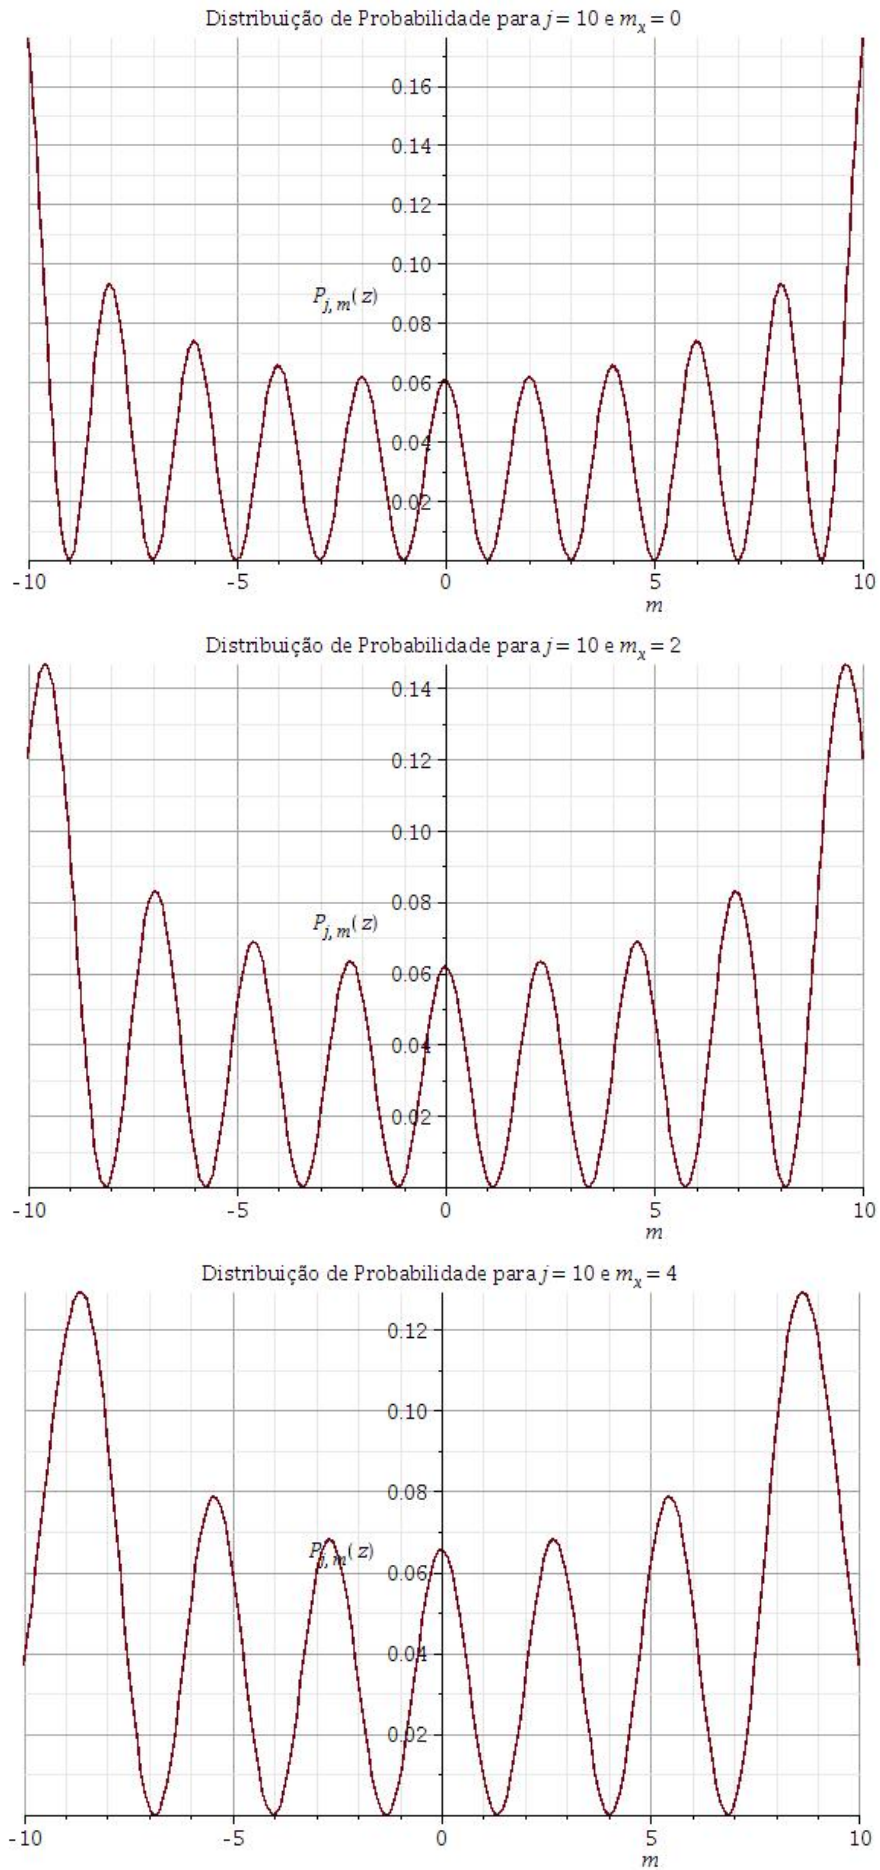 Distribuição de Probabilidade para j = 10 e mₓ = 0
0.16
0.14
0.12
0.10
P_{j, m}(z)
0.08
0.06
0.04
0.02
-10 -5 0 5 10
m
Distribuição de Probabilidade para j = 10 e mₓ = 2
0.14
0.12
0.10
0.08
P_{j, m}(z)
0.06
0.04
0.02
-10 -5 0 5 10
m
Distribuição de Probabilidade para j = 10 e mₓ = 4
0.12
0.10
0.08
P_{j, m}(z)
0.06
0.04
0.02
-10 -5 0 5 10
m